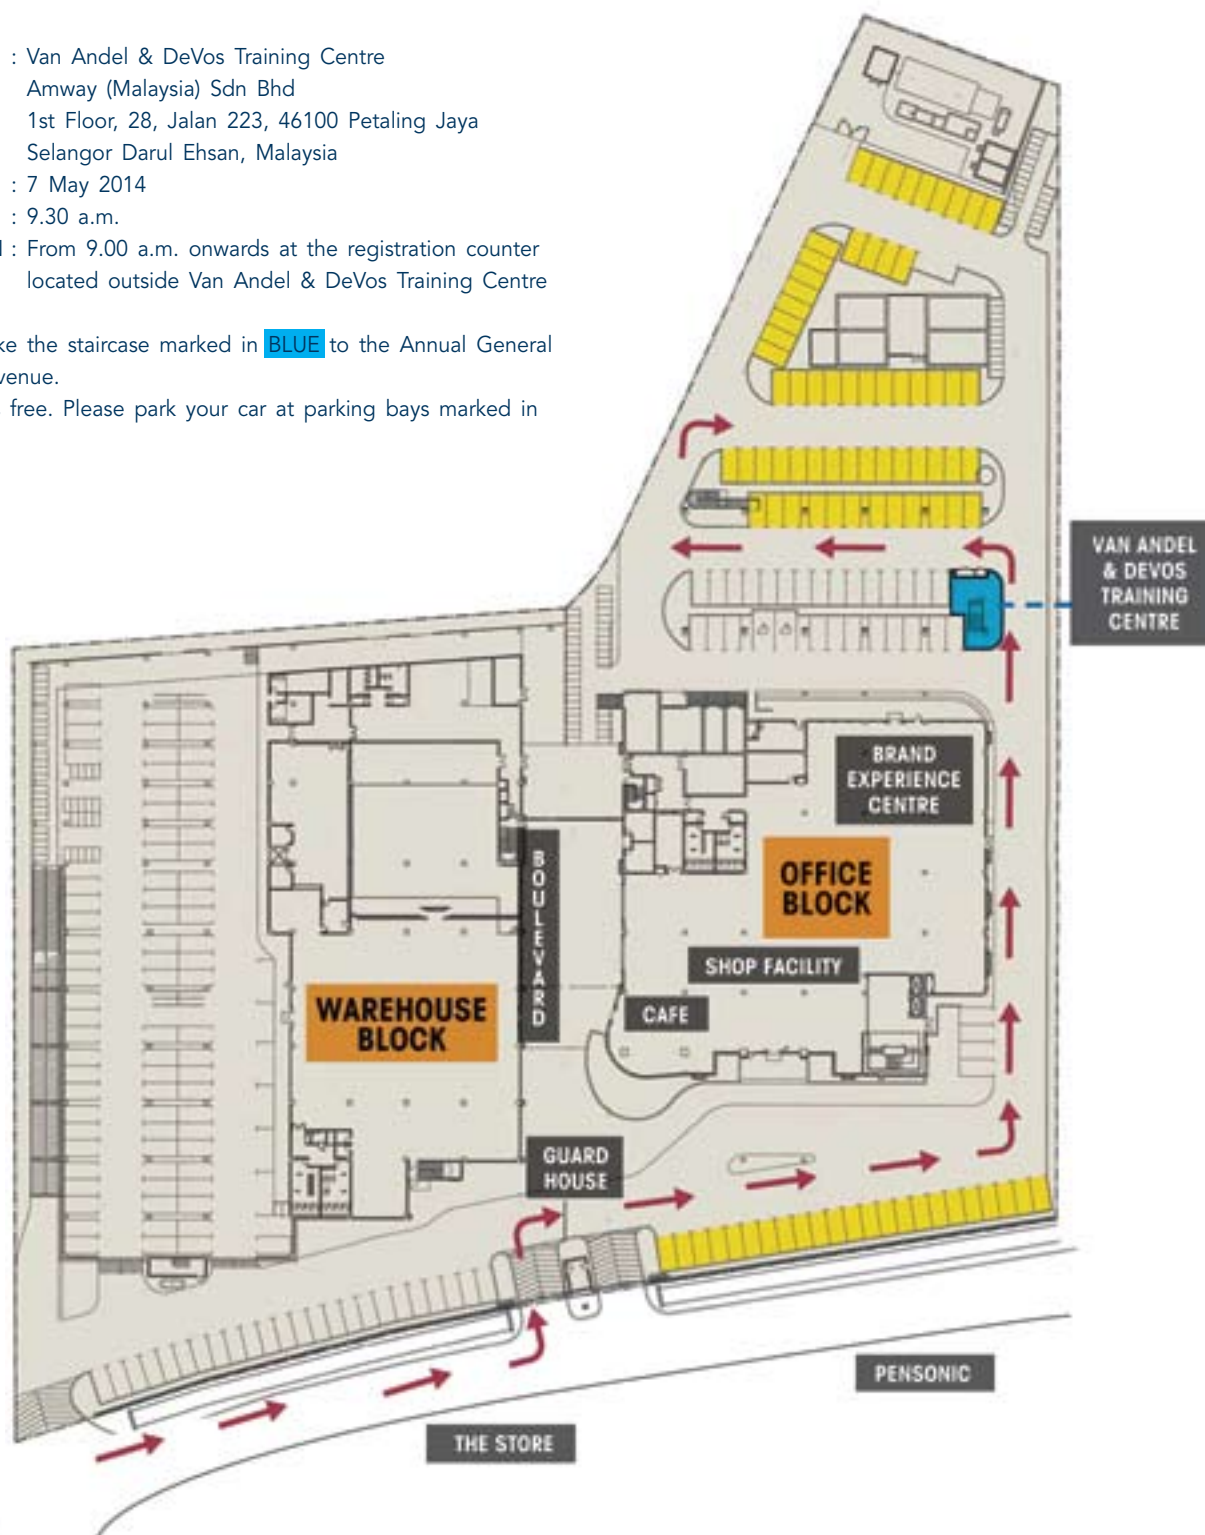 : Van Andel & DeVos Training Centre
Amway (Malaysia) Sdn Bhd
1st Floor, 28, Jalan 223, 46100 Petaling Jaya
Selangor Darul Ehsan, Malaysia
: 7 May 2014
: 9.30 a.m.
: From 9.00 a.m. onwards at the registration counter
located outside Van Andel & DeVos Training Centre
the staircase marked in BLUE to the Annual General
venue.
free. Please park your car at parking bays marked in
VAN ANDEL
& DEVOS
TRAINING
CENTRE
BRAND
EXPERIENCE
CENTRE
OFFICE
BLOCK
BOULEVARD
SHOP FACILITY
CAFE
WAREHOUSE
BLOCK
GUARD
HOUSE
PENSONIC
THE STORE